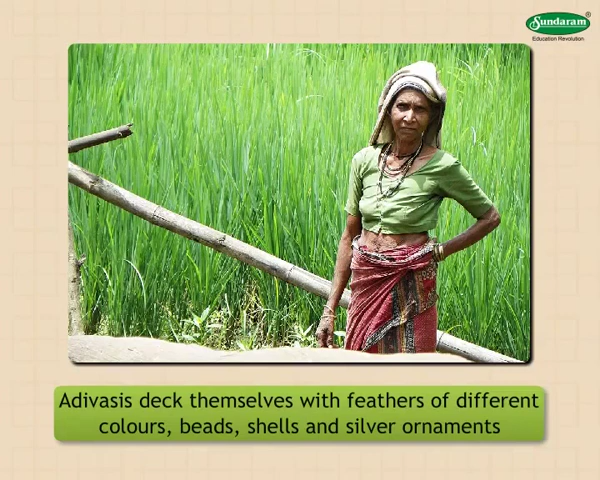 Sundaram®
Education Revolution
Adivasis deck themselves with feathers of different
colours, beads, shells and silver ornaments